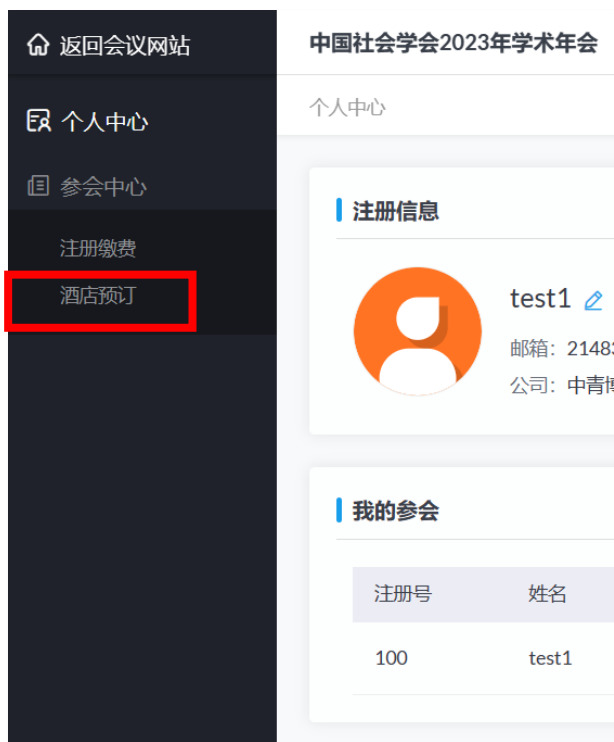 返回会议网站
中国社会学会2023年学术年会
个人中心
个人中心
参会中心
注册缴费
酒店预订
注册信息
test1
邮箱：2148
公司：中青
我的参会
注册号 姓名
100 test1